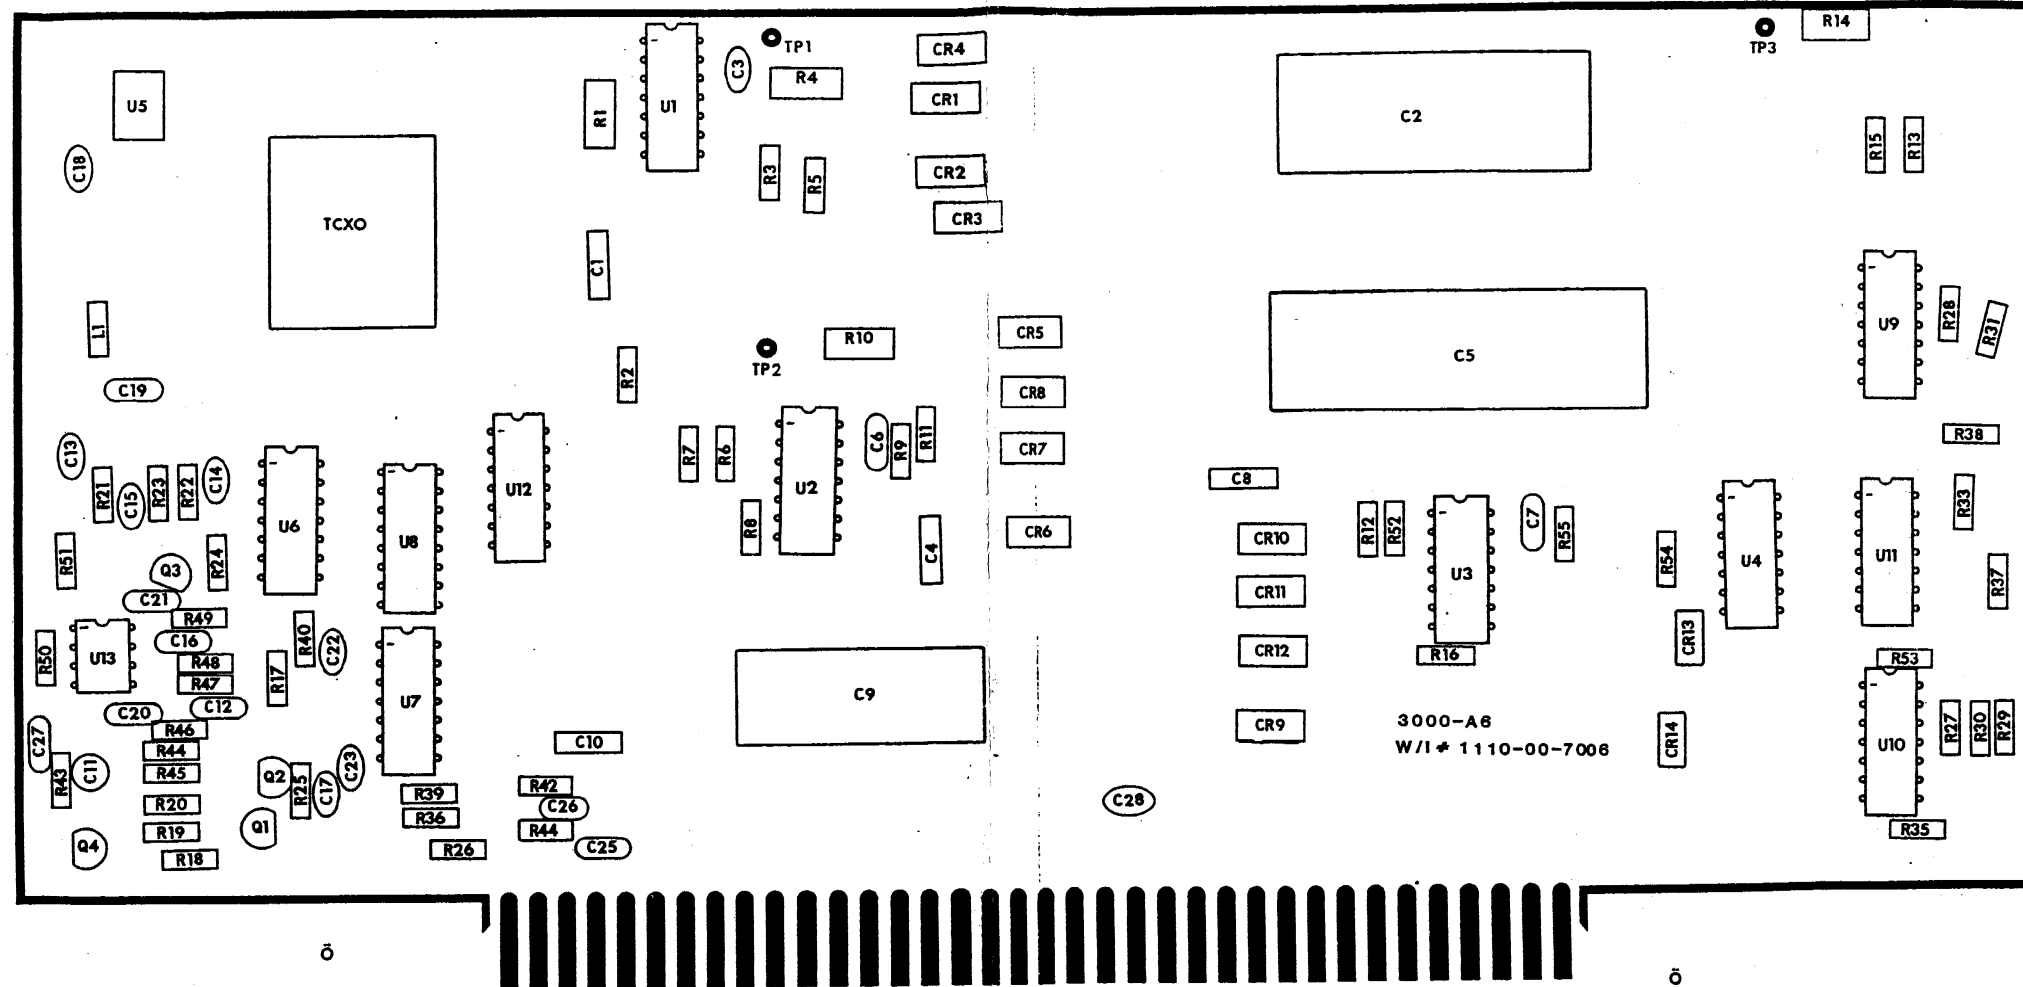 R14
TP1
TP3
CR4
C3
R4
CR1
U5
U1
R1
C2
R15
R13
C18
R3
R5
CR2
CR3
TCXO
C1
L1
R10
TP2
CR5
C5
U9
R28
R31
R2
C19
CR8
R7
R6
C6
R9
R11
CR7
R38
C13
R21
C15
R23
R22
C14
U12
U2
C8
R33
U6
U8
R8
CR6
C4
CR10
R12
R52
C7
R55
R51
Q3
R24
C21
R54
U4
U11
U3
CR11
R37
R49
C16
R40
C22
CR13
CR12
R16
R53
R50
U13
R48
R47
R17
C20
C12
U7
C9
CR9
3000-A6
W/I# 1110-00-7006
CR14
R27
R30
R29
U10
C27
R46
R44
R45
R43
C11
C10
Q2
R25
C17
C23
R39
R42
C26
C28
R20
R36
R19
Q1
R44
Q4
R18
R26
C25
R35
Ö
Ö